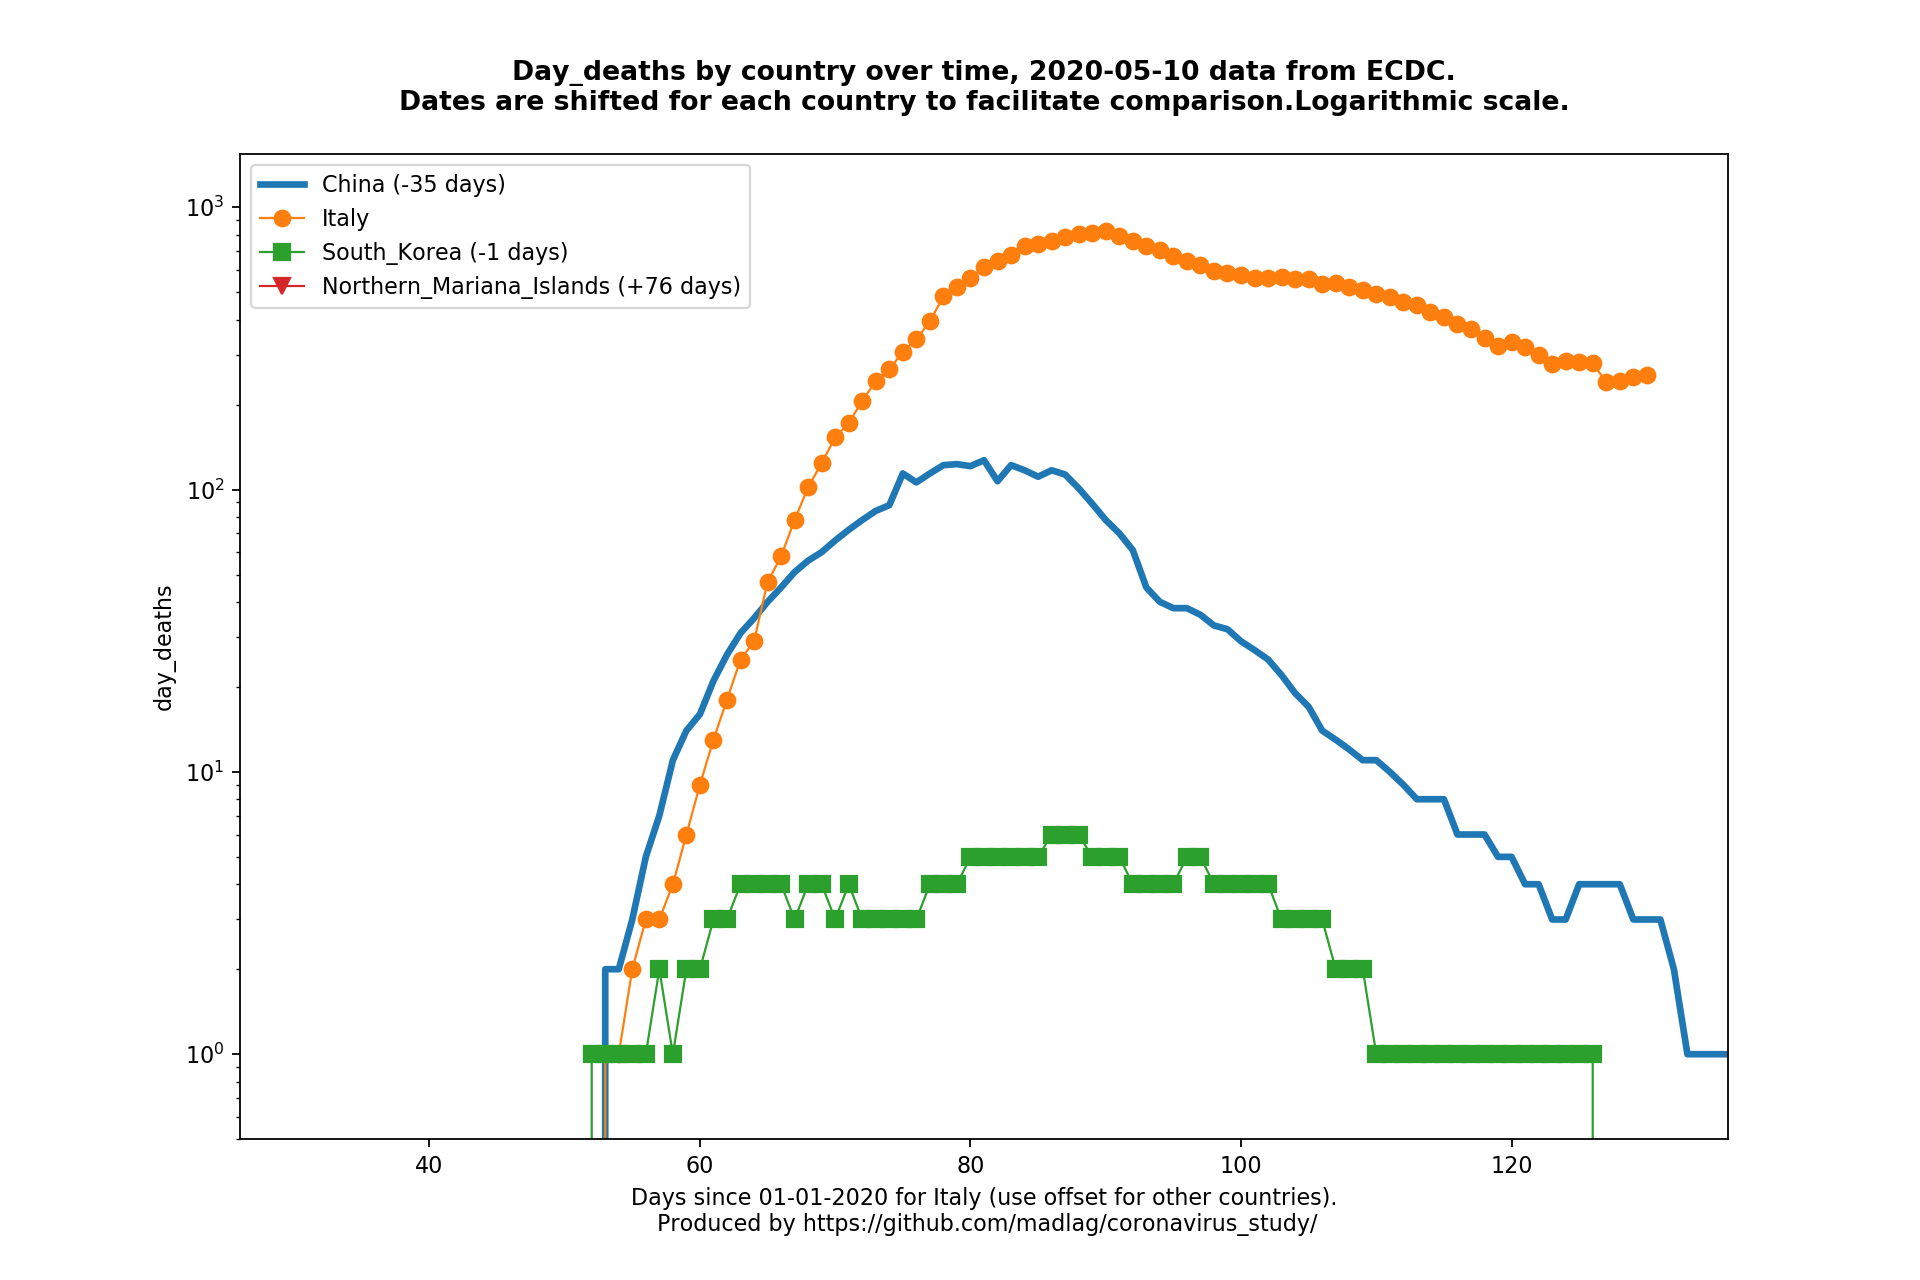 Day_deaths by country over time, 2020-05-10 data from ECDC.
Dates are shifted for each country to facilitate comparison.Logarithmic scale.
China (-35 days)
Italy
South_Korea (-1 days)
Northern_Mariana_Islands (+76 days)
10³
10²
10¹
10⁰
day_deaths
40 60 80 100 120
Days since 01-01-2020 for Italy (use offset for other countries).
Produced by https://github.com/madlag/coronavirus_study/